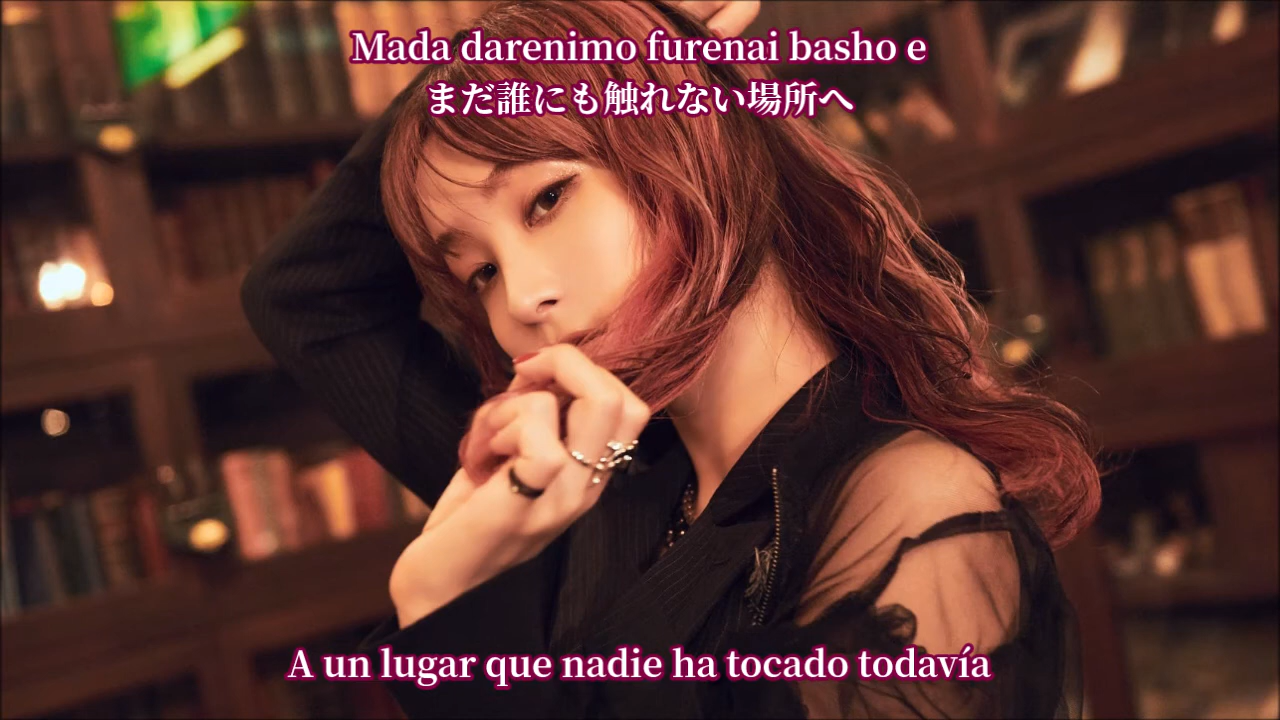 Mada darenimo furenai basho e
まだ誰にも触れない場所へ
A un lugar que nadie ha tocado todavía